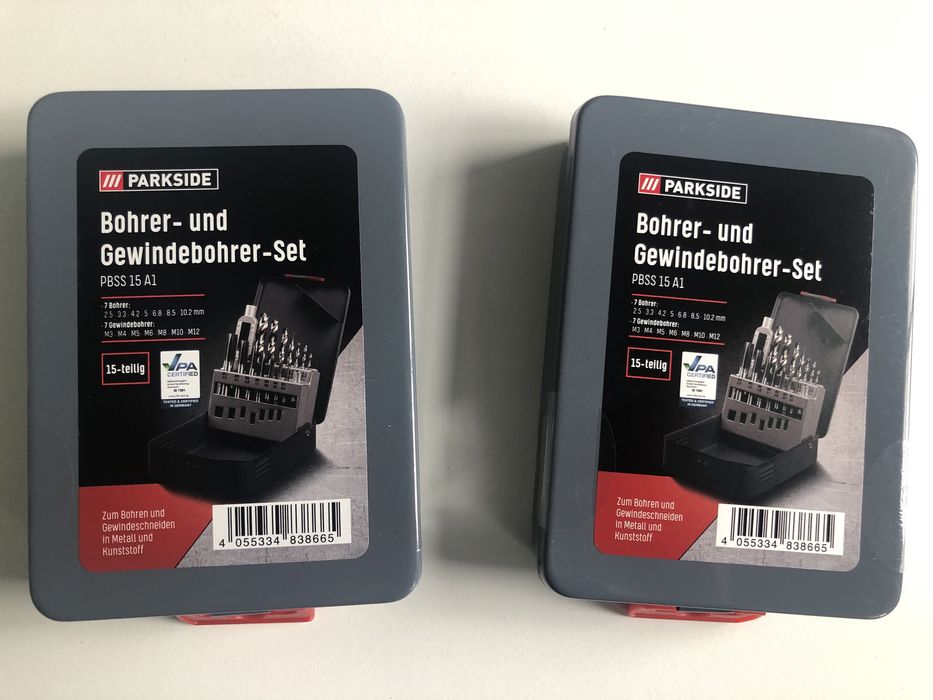 PARKSIDE
Bohrer- und
Gewindebohrer-Set
PBSS 15 A1
· 7 Bohrer:
2.5 3.3 4.2 5 6.8 8.5 10.2 mm
· 7 Gewindebohrer:
M3 M4 M5 M6 M8 M10 M12
15-teilig
VPA
CERTIFIED
TESTED & CERTIFIED
IN GERMANY
Zum Bohren und
Gewindeschneiden
in Metall und
Kunststoff
4 055334 838665
PARKSIDE
Bohrer- und
Gewindebohrer-Set
PBSS 15 A1
· 7 Bohrer:
2.5 3.3 4.2 5 6.8 8.5 10.2 mm
· 7 Gewindebohrer:
M3 M4 M5 M6 M8 M10 M12
15-teilig
VPA
CERTIFIED
TESTED & CERTIFIED
IN GERMANY
Zum Bohren und
Gewindeschneiden
in Metall und
Kunststoff
4 055334 838665